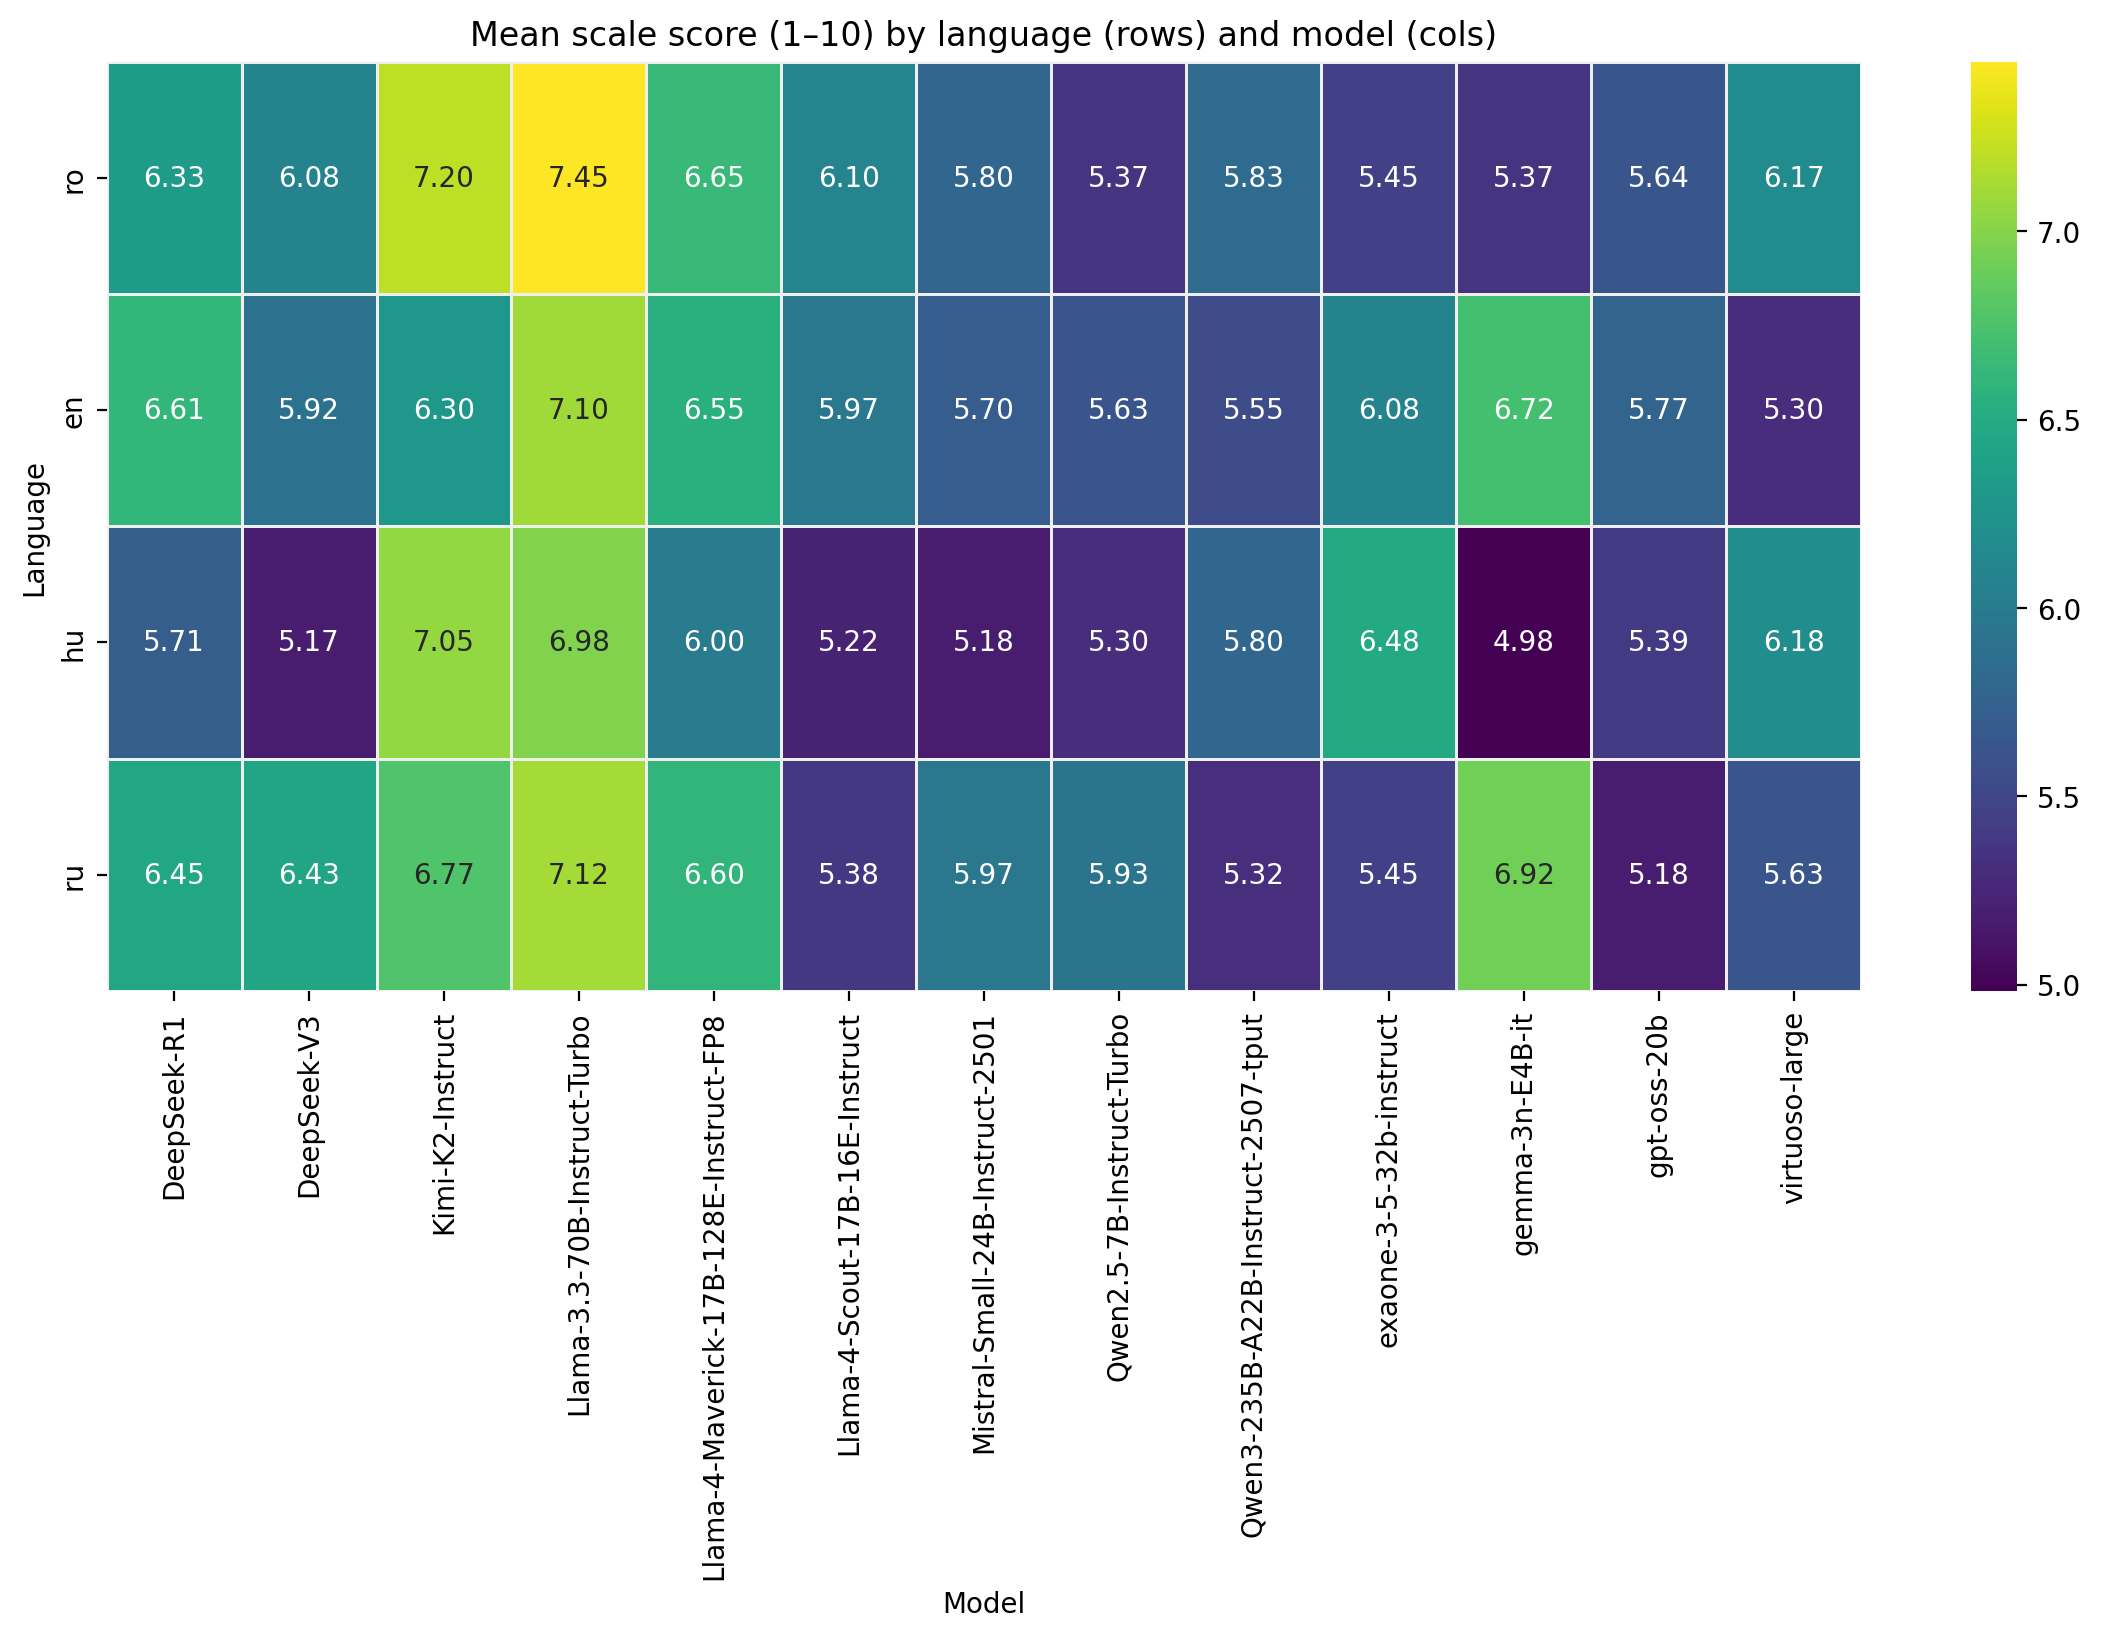 Mean scale score (1–10) by language (rows) and model (cols)
Language
ro 6.33 6.08 7.20 7.45 6.65 6.10 5.80 5.37 5.83 5.45 5.37 5.64 6.17
en 6.61 5.92 6.30 7.10 6.55 5.97 5.70 5.63 5.55 6.08 6.72 5.77 5.30
hu 5.71 5.17 7.05 6.98 6.00 5.22 5.18 5.30 5.80 6.48 4.98 5.39 6.18
ru 6.45 6.43 6.77 7.12 6.60 5.38 5.97 5.93 5.32 5.45 6.92 5.18 5.63
DeepSeek-R1
DeepSeek-V3
Kimi-K2-Instruct
Llama-3.3-70B-Instruct-Turbo
Llama-4-Maverick-17B-128E-Instruct-FP8
Llama-4-Scout-17B-16E-Instruct
Mistral-Small-24B-Instruct-2501
Qwen2.5-7B-Instruct-Turbo
Qwen3-235B-A22B-Instruct-2507-tput
exaone-3-5-32b-instruct
gemma-3n-E4B-it
gpt-oss-20b
virtuoso-large
Model
7.0
6.5
6.0
5.5
5.0